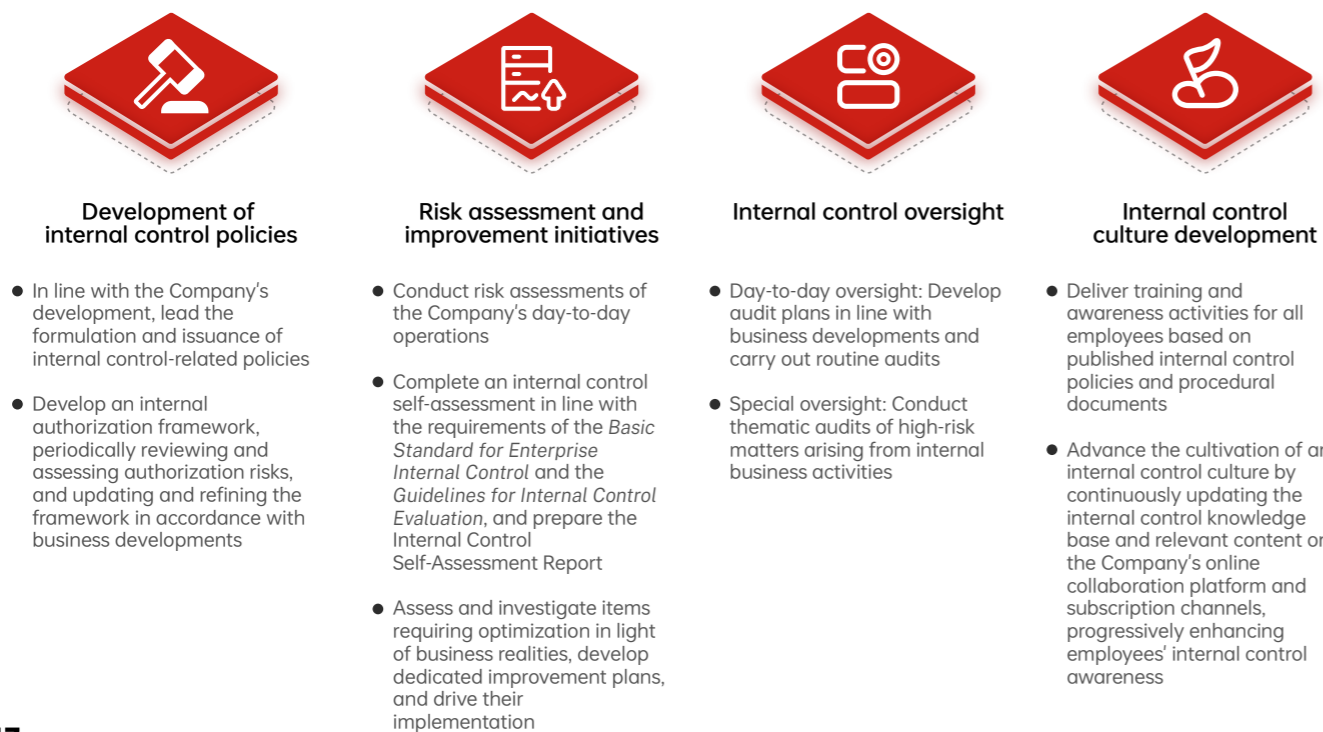 Development of
internal control policies
● In line with the Company's
development, lead the
formulation and issuance of
internal control-related policies
● Develop an internal
authorization framework,
periodically reviewing and
assessing authorization risks,
and updating and refining the
framework in accordance with
business developments
Risk assessment and
improvement initiatives
● Conduct risk assessments of
the Company's day-to-day
operations
● Complete an internal control
self-assessment in line with
the requirements of the Basic
Standard for Enterprise
Internal Control and the
Guidelines for Internal Control
Evaluation, and prepare the
Internal Control
Self-Assessment Report
● Assess and investigate items
requiring optimization in light
of business realities, develop
dedicated improvement plans,
and drive their
implementation
Internal control oversight
● Day-to-day oversight: Develop
audit plans in line with
business developments and
carry out routine audits
● Special oversight: Conduct
thematic audits of high-risk
matters arising from internal
business activities
Internal control
culture development
● Deliver training and
awareness activities for all
employees based on
published internal control
policies and procedural
documents
● Advance the cultivation of an
internal control culture by
continuously updating the
internal control knowledge
base and relevant content on
the Company's online
collaboration platform and
subscription channels,
progressively enhancing
employees' internal control
awareness